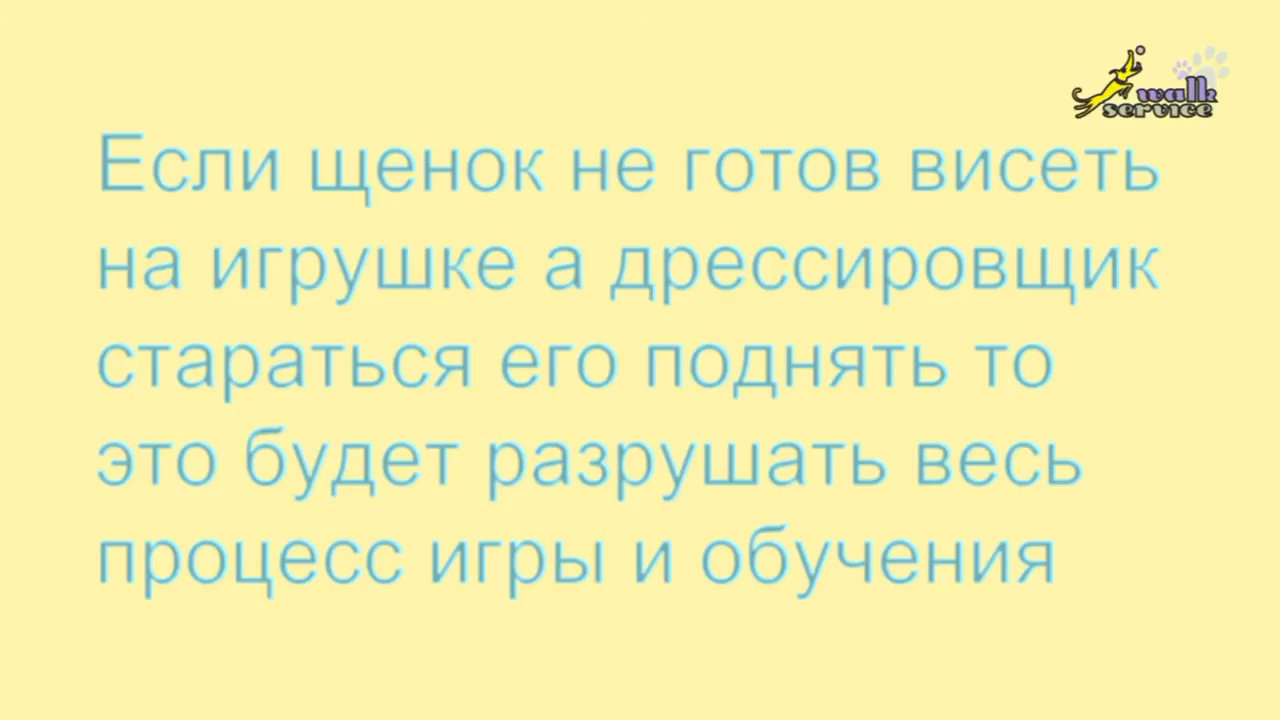 walk
service
Если щенок не готов висеть
на игрушке а дрессировщик
стараться его поднять то
это будет разрушать весь
процесс игры и обучения